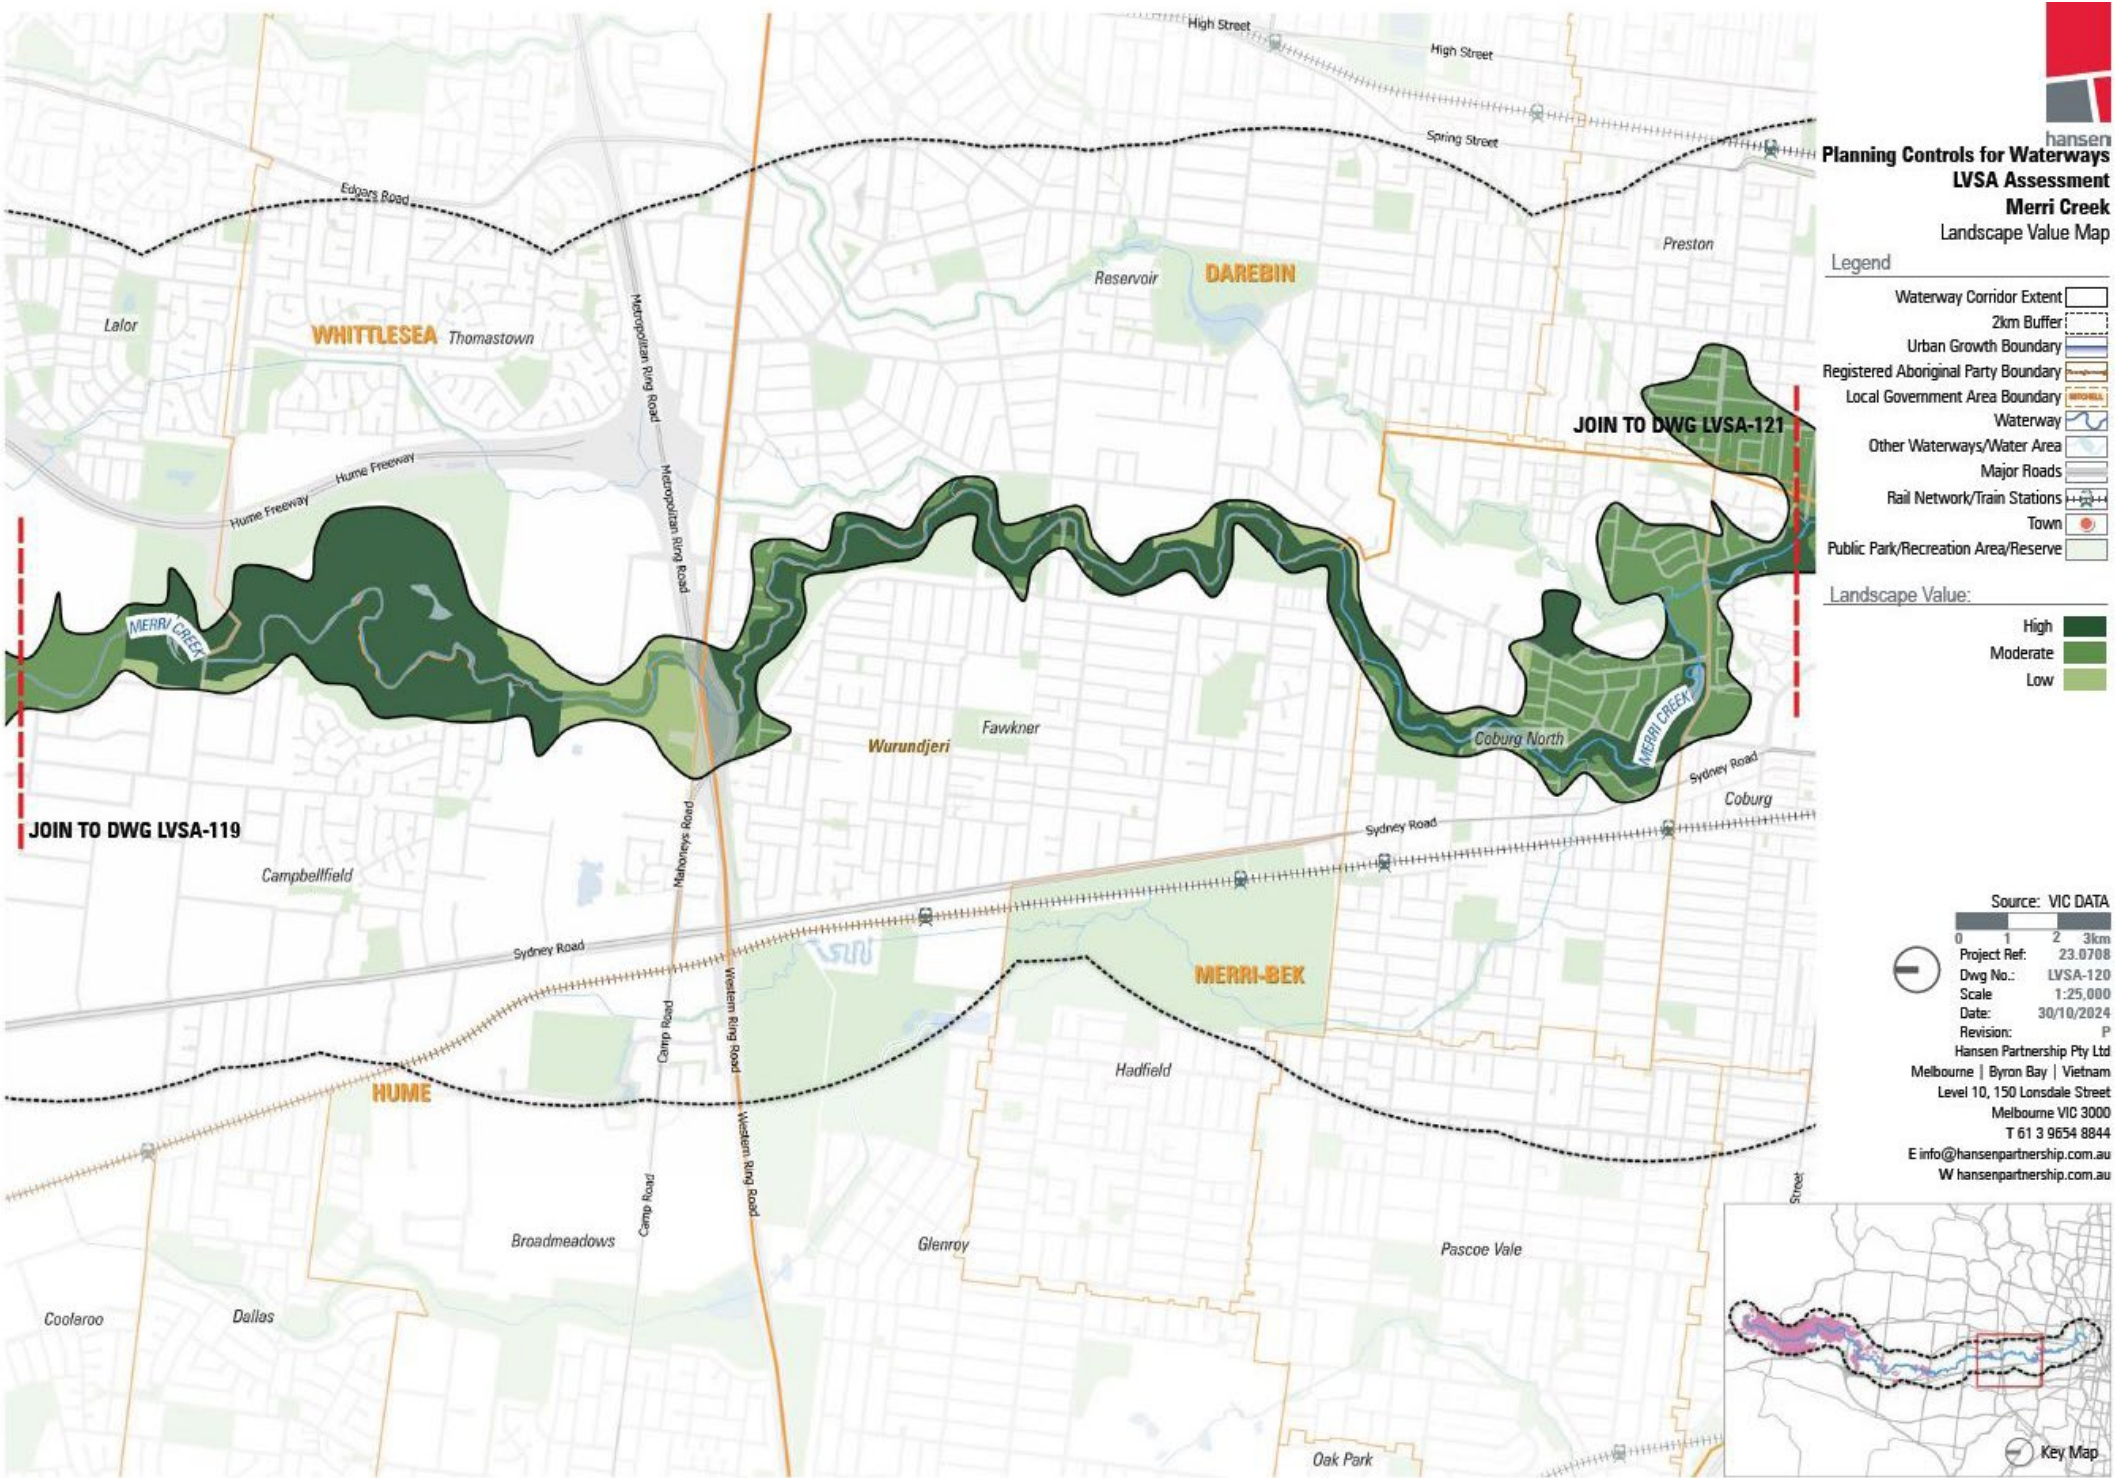 High Street
High Street
Spring Street
Edgars Road
Preston
Reservoir
DAREBIN
Lalor
WHITTLESEA
Thomastown
Metropolitan Ring Road
JOIN TO DWG LVSA-121
Hume Freeway
Hume Freeway
Metropolitan Ring Road
MERRI CREEK
Fawkner
Wurundjeri
Coburg North
MERRI CREEK
Sydney Road
Coburg
JOIN TO DWG LVSA-119
Mahoneys Road
Sydney Road
Campbellfield
Sydney Road
MERRI-BEK
Western Ring Road
Camp Road
Hadfield
HUME
Western Ring Road
Camp Road
Street
Broadmeadows
Glenroy
Pascoe Vale
Coolaroo
Dallas
Oak Park
hansen
Planning Controls for Waterways
LVSA Assessment
Merri Creek
Landscape Value Map
Legend
Waterway Corridor Extent
2km Buffer
Urban Growth Boundary
Registered Aboriginal Party Boundary
Local Government Area Boundary
MITCHELL
Waterway
Other Waterways/Water Area
Major Roads
Rail Network/Train Stations
Town
Public Park/Recreation Area/Reserve
Landscape Value:
High
Moderate
Low
Source: VIC DATA
0 1 2 3km
Project Ref: 23.0708
Dwg No.: LVSA-120
Scale 1:25,000
Date: 30/10/2024
Revision: P
Hansen Partnership Pty Ltd
Melbourne | Byron Bay | Vietnam
Level 10, 150 Lonsdale Street
Melbourne VIC 3000
T 61 3 9654 8844
E info@hansenpartnership.com.au
W hansenpartnership.com.au
Key Map